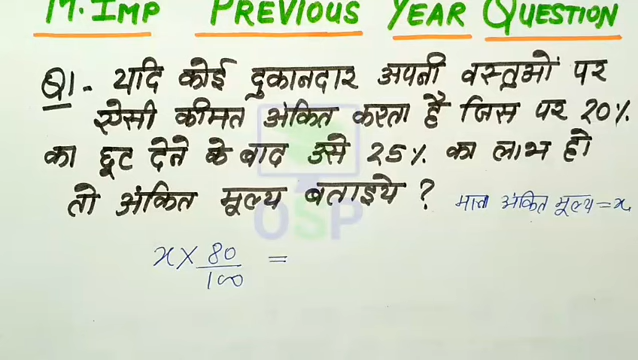 M. IMP PREVIOUS YEAR QUESTION
Q1- यदि कोई दुकानदार अपनी वस्तुओं पर
ऐसी कीमत अंकित करता है जिस पर 20%
का छूट देने के बाद उसे 25% का लाभ हो
तो अंकित मूल्य बताइये ? माना अंकित मूल्य = x
x × 80/100 =
OSP